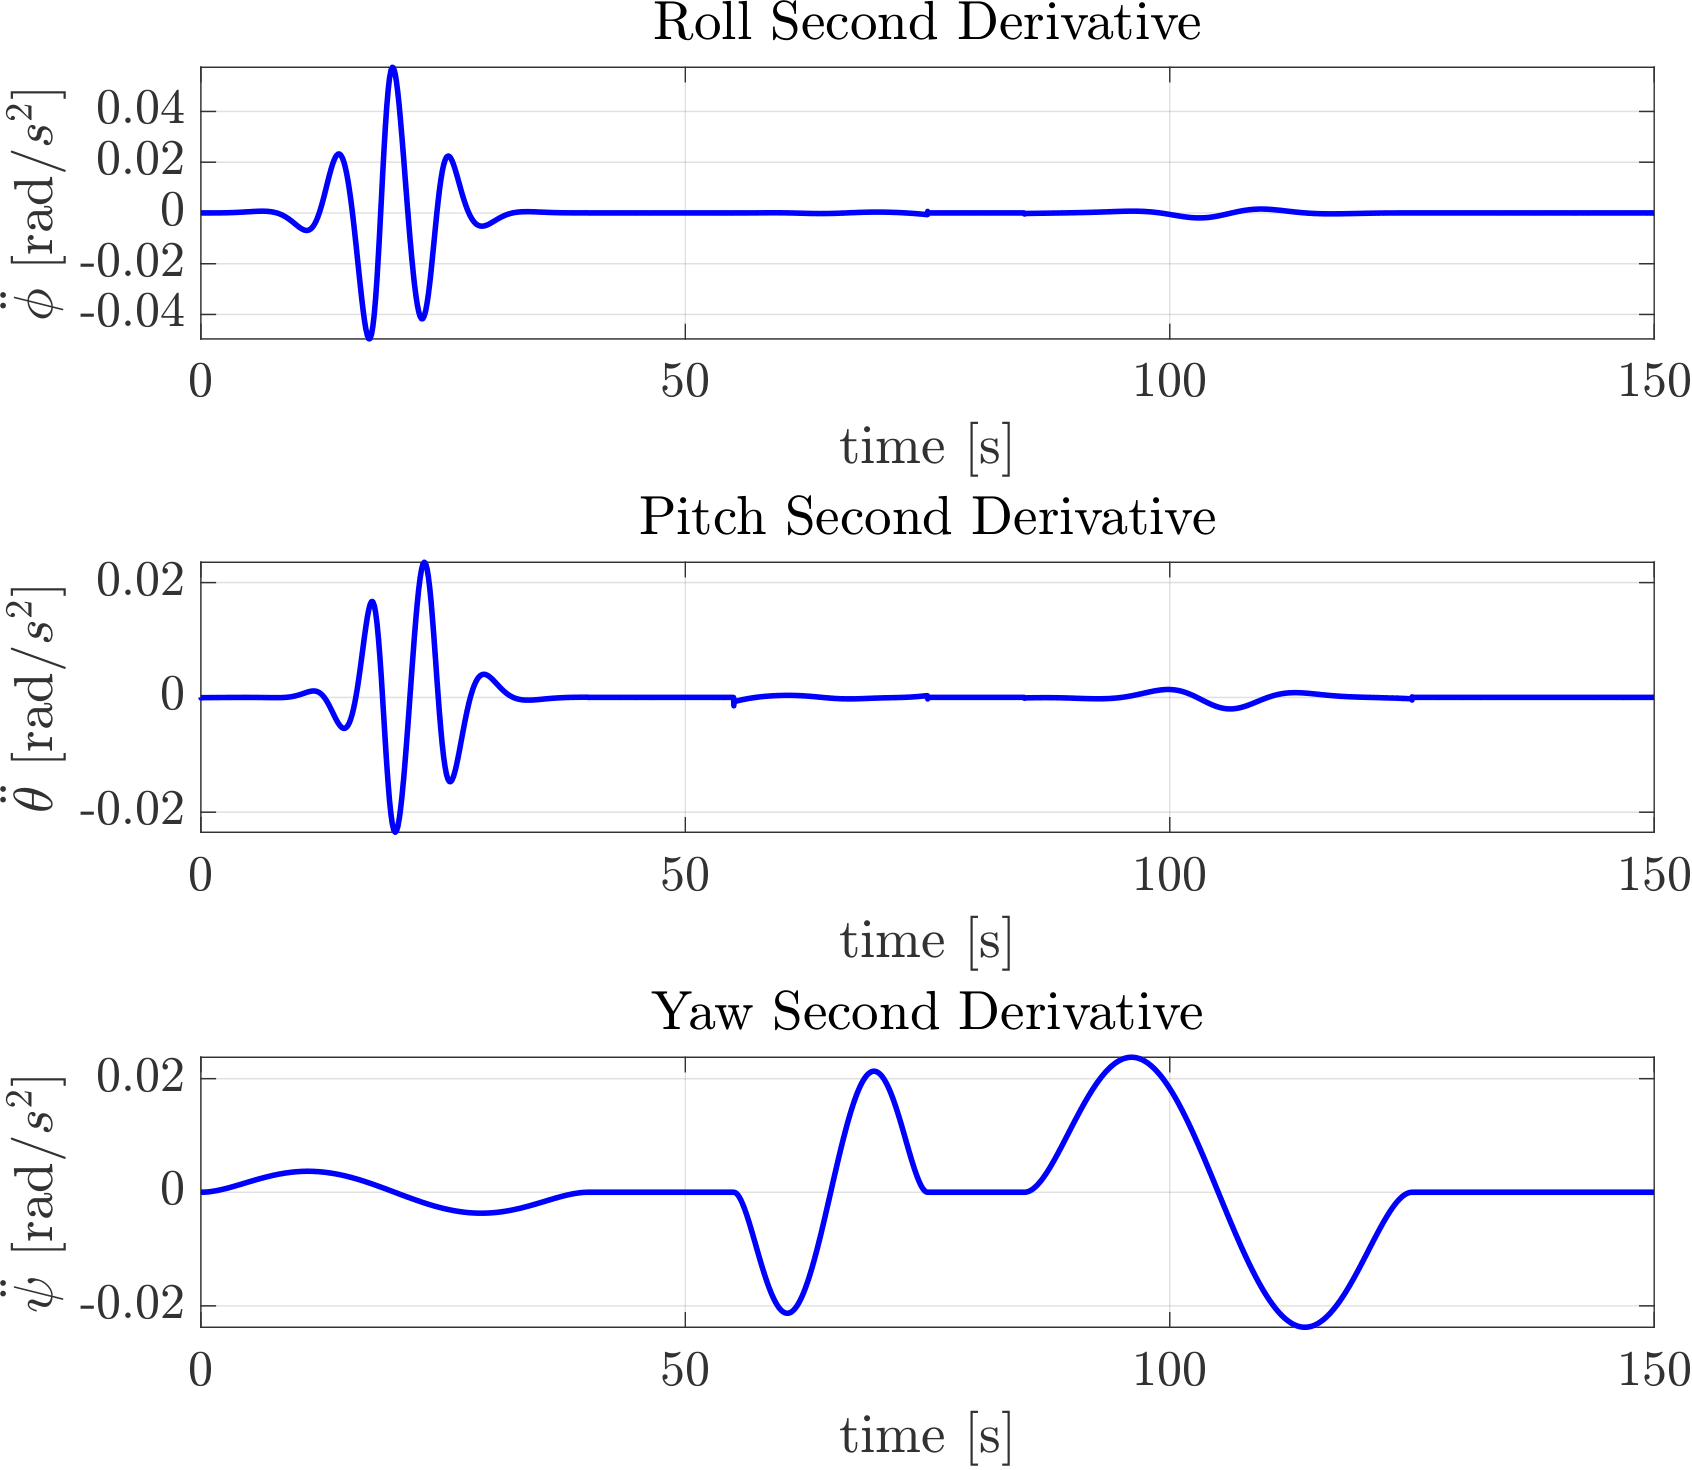 Roll Second Derivative
0.04
0.02
0
-0.02
-0.04
φ̈ [rad/s²]
0 50 100 150
time [s]
Pitch Second Derivative
0.02
0
-0.02
θ̈ [rad/s²]
0 50 100 150
time [s]
Yaw Second Derivative
0.02
0
-0.02
ψ̈ [rad/s²]
0 50 100 150
time [s]